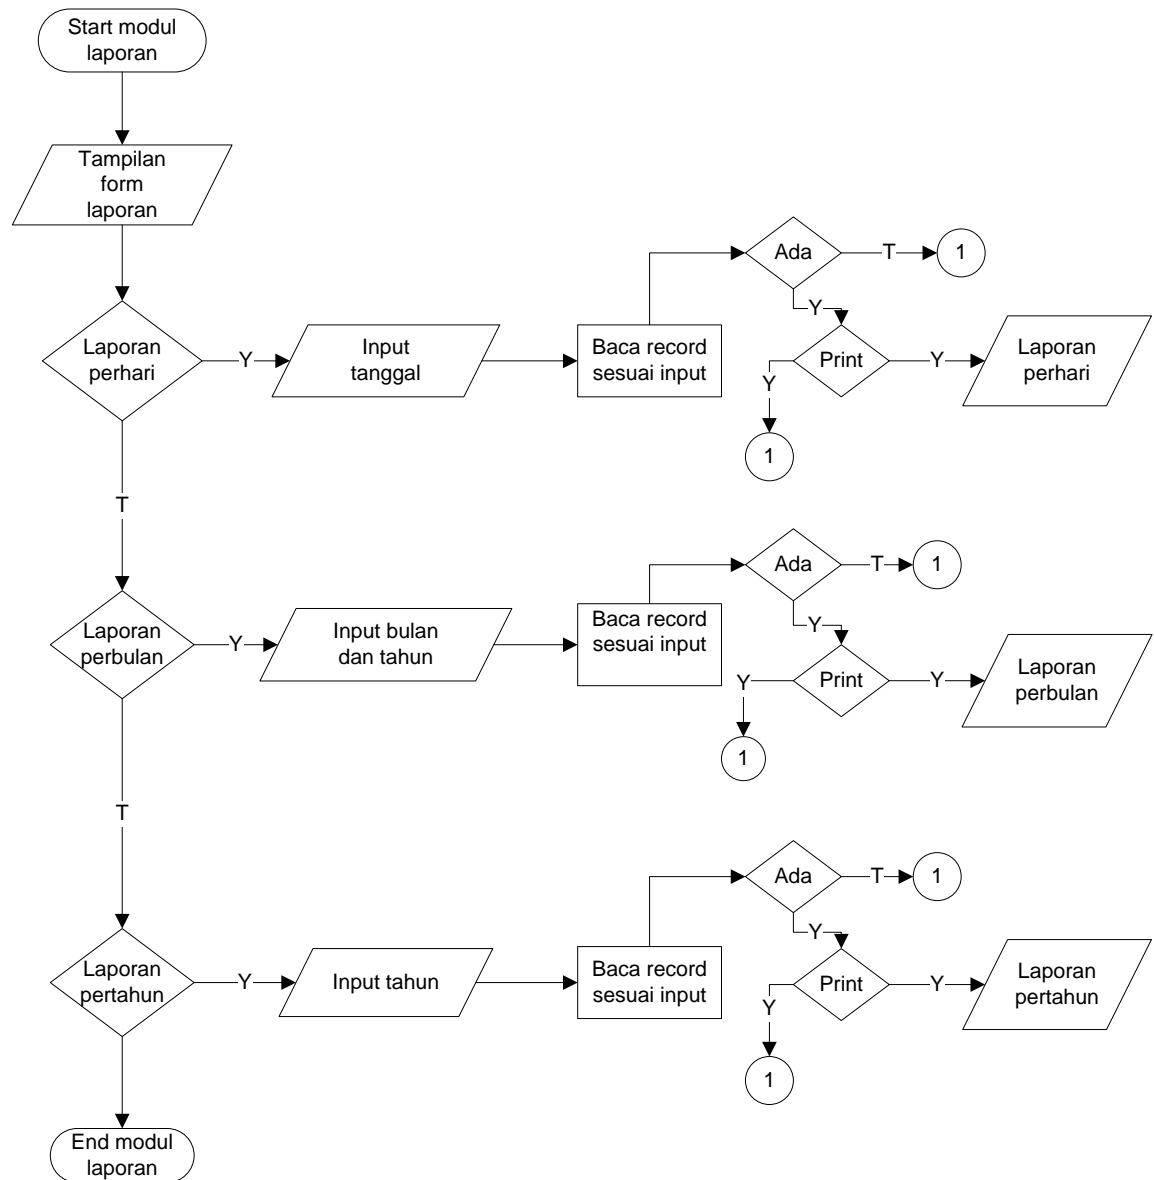 Start modul
laporan
Tampilan
form
laporan
Ada
T
1
Y
Laporan
perhari
Y
Input
tanggal
Baca record
sesuai input
Print
Y
Laporan
perhari
Y
1
T
Ada
T
1
Y
Laporan
perbulan
Y
Input bulan
dan tahun
Baca record
sesuai input
Print
Y
Laporan
perbulan
Y
1
T
Ada
T
1
Y
Laporan
pertahun
Y
Input tahun
Baca record
sesuai input
Print
Y
Laporan
pertahun
Y
1
End modul
laporan